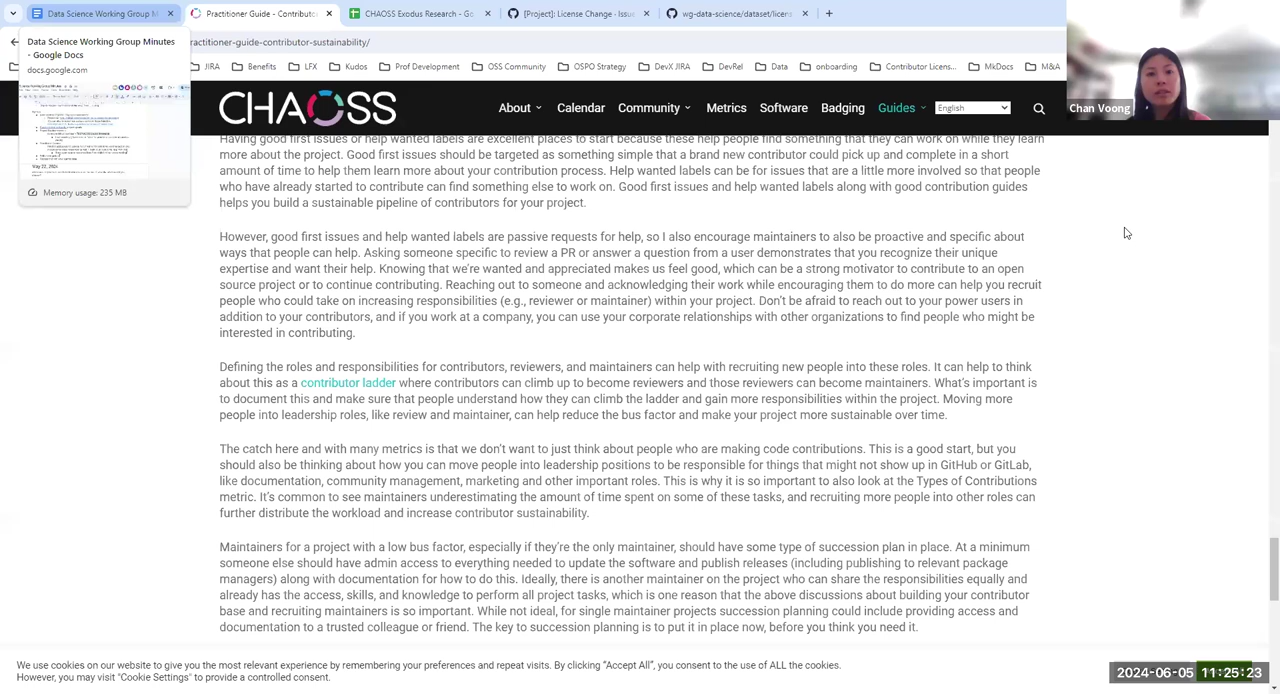 Data Science Working Group M
Practitioner Guide - Contributo
CHAOSS Exodus Research - G
[Project] License Change · Issue
wg-data-science/dataset/licens
Data Science Working Group Minutes
- Google Docs
docs.google.com
Memory usage: 235 MB
ractitioner-guide-contributor-sustainability/
JIRA
Benefits
LFX
Kudos
Prof Development
Community
SPO Strategy
DevX JIRA
Data
onboarding
Contributor Licens...
MkDocs
M&A
CHAOSS
Calendar
Community
Badging
Guides
English
Chan Voong
more about the project. Good first issues should be targeted at something simple that a brand new contributor could pick up and complete in a short
amount of time to help them learn more about your contribution process. Help wanted labels can be used for issues that are a little more involved so that people
who have already started to contribute can find something else to work on. Good first issues and help wanted labels along with good contribution guides
helps you build a sustainable pipeline of contributors for your project.
However, good first issues and help wanted labels are passive requests for help, so I also encourage maintainers to also be proactive and specific about
ways that people can help. Asking someone specific to review a PR or answer a question from a user demonstrates that you recognize their unique
expertise and want their help. Knowing that we're wanted and appreciated makes us feel good, which can be a strong motivator to contribute to an open
source project or to continue contributing. Reaching out to someone and acknowledging their work while encouraging them to do more can help you recruit
people who could take on increasing responsibilities (e.g., reviewer or maintainer) within your project. Don't be afraid to reach out to your power users in
addition to your contributors, and if you work at a company, you can use your corporate relationships with other organizations to find people who might be
interested in contributing.
Defining the roles and responsibilities for contributors, reviewers, and maintainers can help with recruiting new people into these roles. It can help to think
about this as a contributor ladder where contributors can climb up to become reviewers and those reviewers can become maintainers. What's important is
to document this and make sure that people understand how they can climb the ladder and gain more responsibilities within the project. Moving more
people into leadership roles, like review and maintainer, can help reduce the bus factor and make your project more sustainable over time.
The catch here and with many metrics is that we don't want to just think about people who are making code contributions. This is a good start, but you
should also be thinking about how you can move people into leadership positions to be responsible for things that might not show up in GitHub or GitLab,
like documentation, community management, marketing and other important roles. This is why it is so important to also look at the Types of Contributions
metric. It's common to see maintainers underestimating the amount of time spent on some of these tasks, and recruiting more people into other roles can
further distribute the workload and increase contributor sustainability.
Maintainers for a project with a low bus factor, especially if they're the only maintainer, should have some type of succession plan in place. At a minimum
someone else should have admin access to everything needed to update the software and publish releases (including publishing to relevant package
managers) along with documentation for how to do this. Ideally, there is another maintainer on the project who can share the responsibilities equally and
already has the access, skills, and knowledge to perform all project tasks, which is one reason that the above discussions about building your contributor
base and recruiting maintainers is so important. While not ideal, for single maintainer projects succession planning could include providing access and
documentation to a trusted colleague or friend. The key to succession planning is to put it in place now, before you think you need it.
We use cookies on our website to give you the most relevant experience by remembering your preferences and repeat visits. By clicking "Accept All", you consent to the use of ALL the cookies.
However, you may visit "Cookie Settings" to provide a controlled consent.
2024-06-05 11:25:23